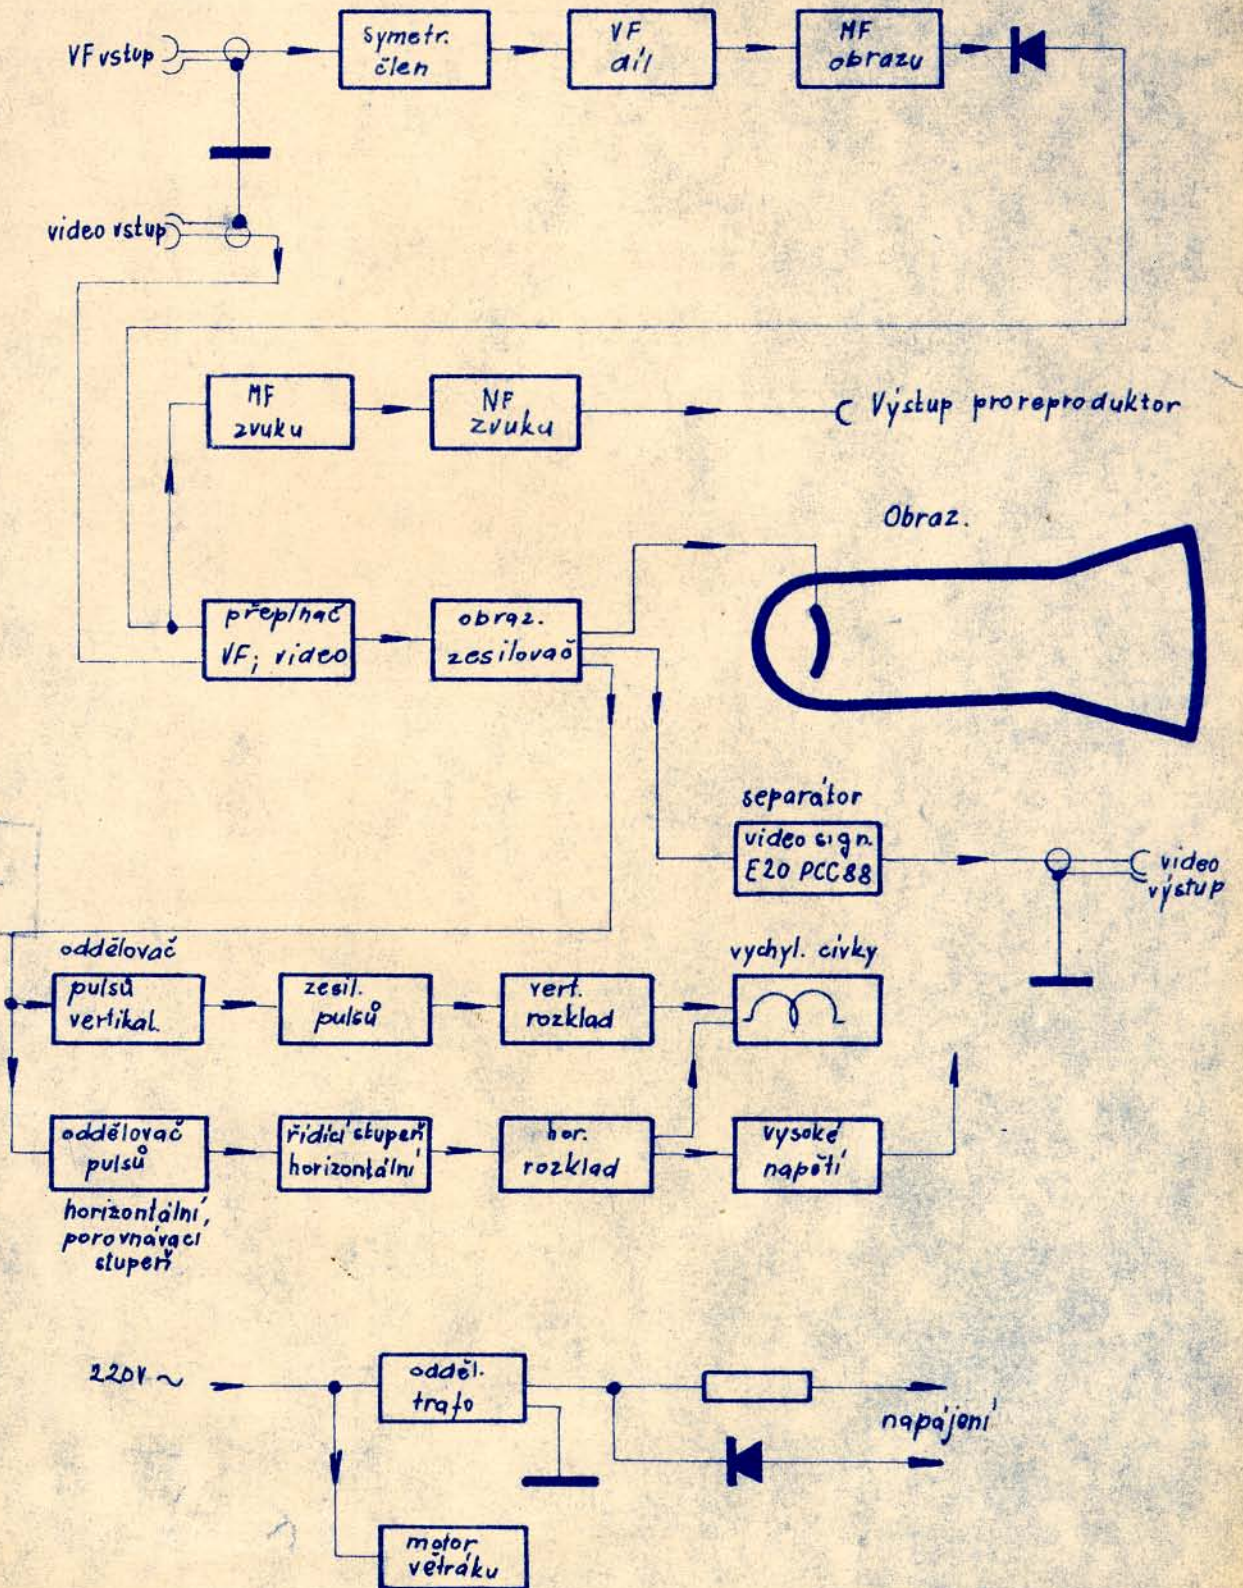 VF vstup
symetr.
člen
VF
díl
MF
obrazu
video vstup
MF
zvuku
NF
zvuku
Výstup proreproduktor
Obraz.
přepínač
VF; video
obraz.
zesilovač
separátor
video sign.
E20 PCC88
video
výstup
oddělovač
pulsů
vertikal.
zesil.
pulsů
vert.
rozklad
vychyl. cívky
oddělovač
pulsů
horizontální,
porovnávací
stupeň
řídící stupeň
horizontální
hor.
rozklad
vysoké
napětí
220V ~
odděl.
trafo
napájení
motor
větráku